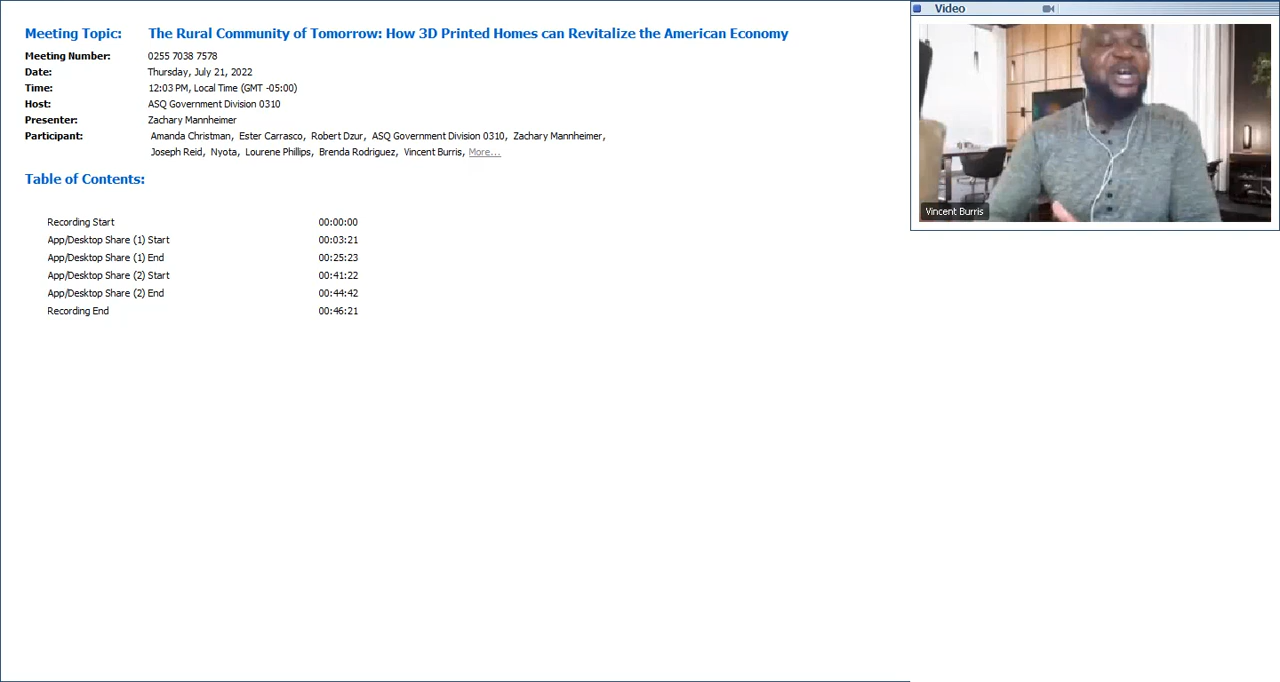 Meeting Topic: The Rural Community of Tomorrow: How 3D Printed Homes can Revitalize the American Economy
Meeting Number: 0255 7038 7578
Date: Thursday, July 21, 2022
Time: 12:03 PM, Local Time (GMT -05:00)
Host: ASQ Government Division 0310
Presenter: Zachary Mannheimer
Participant: Amanda Christman, Ester Carrasco, Robert Dzur, ASQ Government Division 0310, Zachary Mannheimer,
Joseph Reid, Nyota, Lourene Phillips, Brenda Rodriguez, Vincent Burris, More...
Table of Contents:
Recording Start 00:00:00
App/Desktop Share (1) Start 00:03:21
App/Desktop Share (1) End 00:25:23
App/Desktop Share (2) Start 00:41:22
App/Desktop Share (2) End 00:44:42
Recording End 00:46:21
Video
Vincent Burris